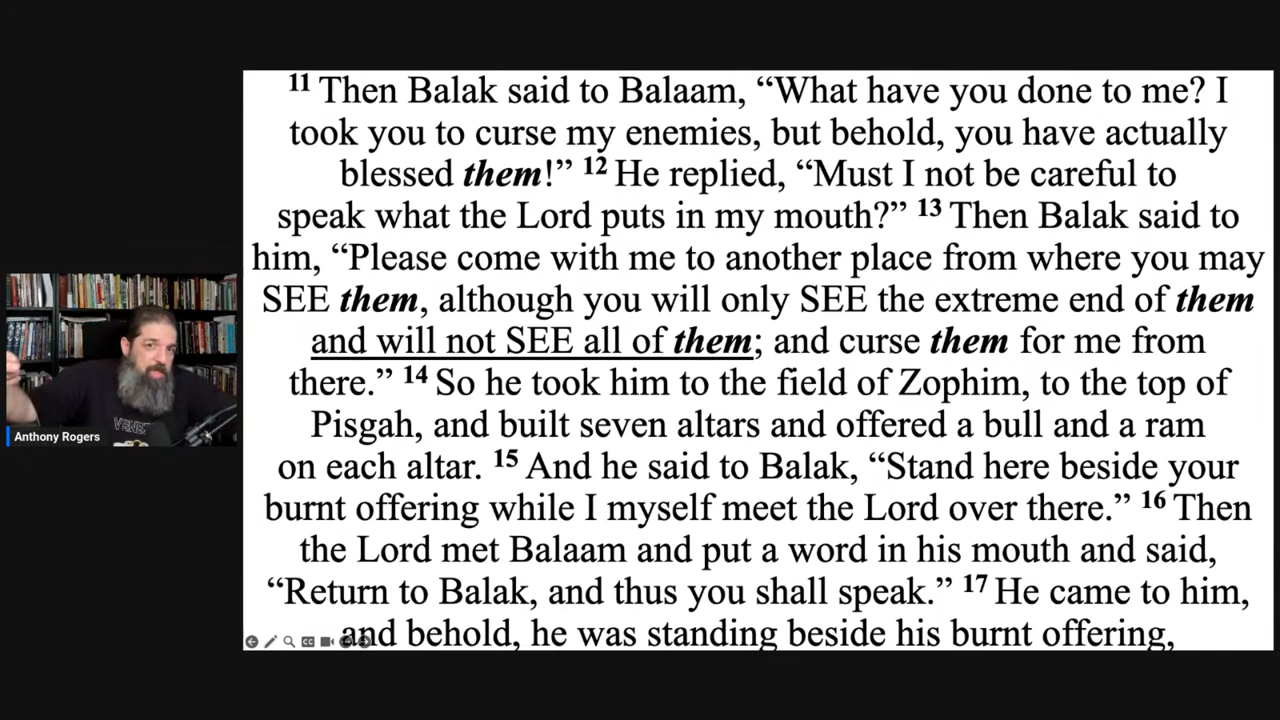 11 Then Balak said to Balaam, “What have you done to me? I
took you to curse my enemies, but behold, you have actually
blessed them!” 12 He replied, “Must I not be careful to
speak what the Lord puts in my mouth?” 13 Then Balak said to
him, “Please come with me to another place from where you may
SEE them, although you will only SEE the extreme end of them
and will not SEE all of them; and curse them for me from
there.” 14 So he took him to the field of Zophim, to the top of
Pisgah, and built seven altars and offered a bull and a ram
on each altar. 15 And he said to Balak, “Stand here beside your
burnt offering while I myself meet the Lord over there.” 16 Then
the Lord met Balaam and put a word in his mouth and said,
“Return to Balak, and thus you shall speak.” 17 He came to him,
and behold, he was standing beside his burnt offering,
Anthony Rogers